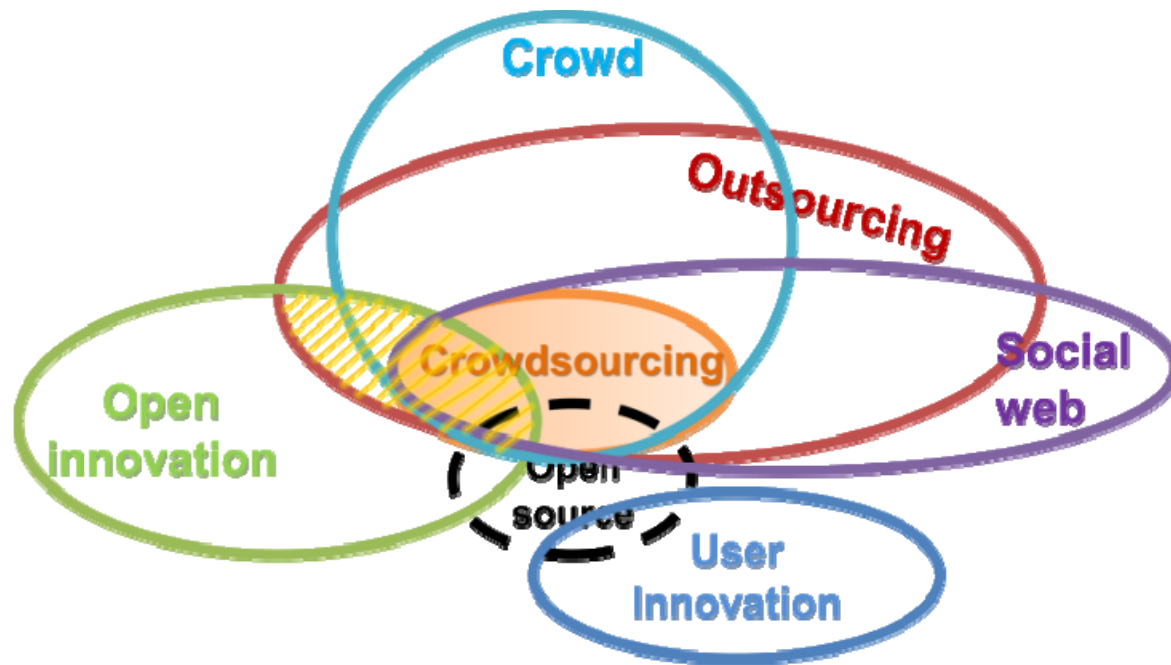 Crowd
Outsourcing
Crowdsourcing
Social
web
Open
innovation
Open
source
User
Innovation